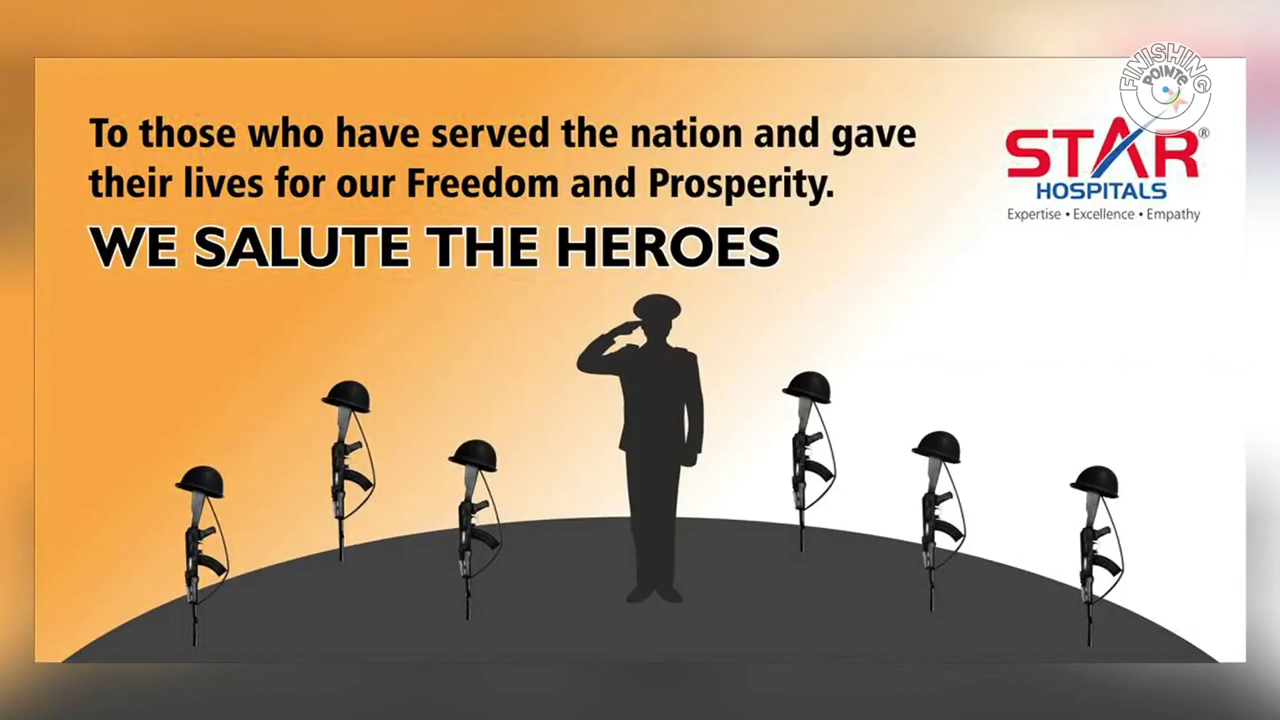 FINISHING
POINTE
To those who have served the nation and gave
their lives for our Freedom and Prosperity.
WE SALUTE THE HEROES
STAR®
HOSPITALS
Expertise • Excellence • Empathy